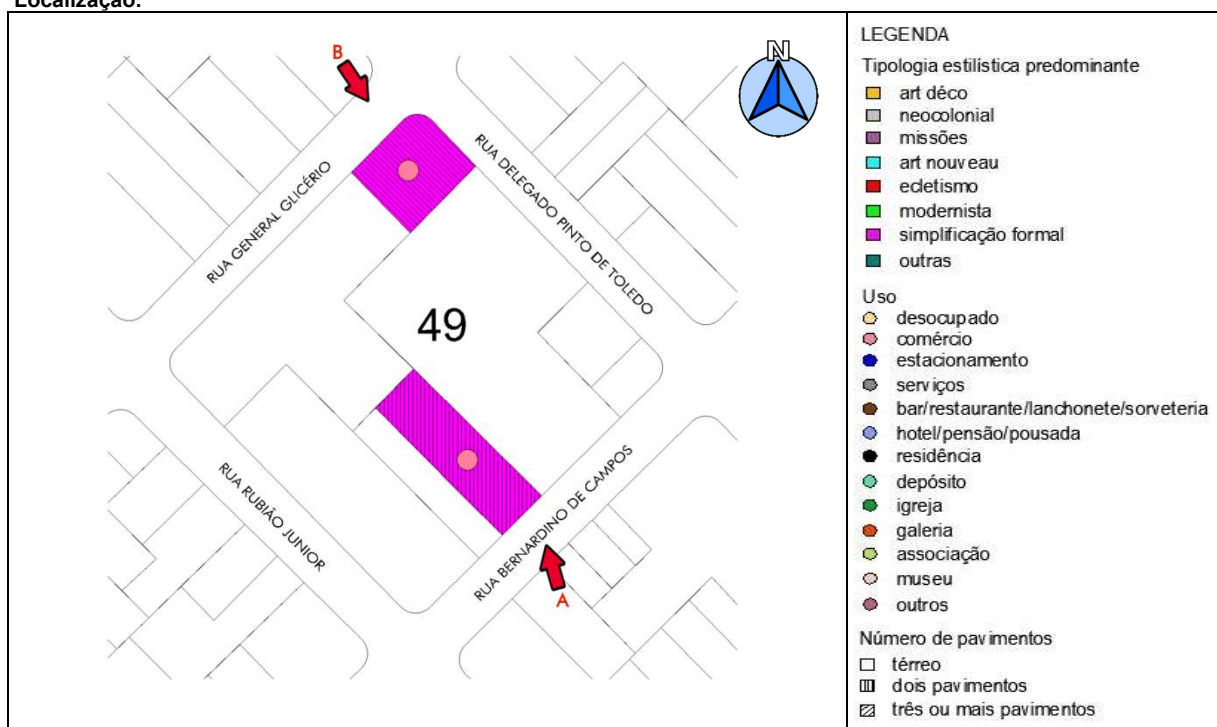 Localização:
B
N
RUA GENERAL GLICÉRIO
RUA DELEGADO PINTO DE TOLEDO
49
RUA RUBIÃO JUNIOR
RUA BERNARDINO DE CAMPOS
A
LEGENDA
Tipologia estilística predominante
art déco
neocolonial
missões
art nouveau
ecletismo
modernista
simplificação formal
outras
Uso
desocupado
comércio
estacionamento
serviços
bar/restaurante/lanchonete/sorveteria
hotel/pensão/pousada
residência
depósito
igreja
galeria
associação
museu
outros
Número de pavimentos
térreo
dois pavimentos
três ou mais pavimentos